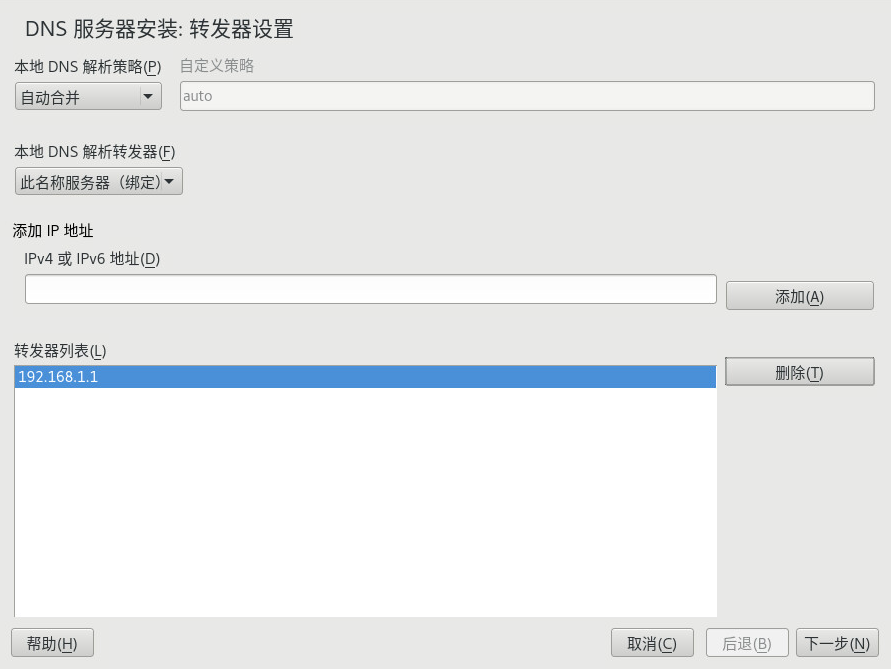 DNS 服务器安装: 转发器设置
本地 DNS 解析策略(P) 自定义策略
自动合并 auto
本地 DNS 解析转发器(F)
此名称服务器（绑定）
添加 IP 地址
IPv4 或 IPv6 地址(D)
添加(A)
转发器列表(L)
192.168.1.1 删除(T)
帮助(H) 取消(C) 后退(B) 下一步(N)